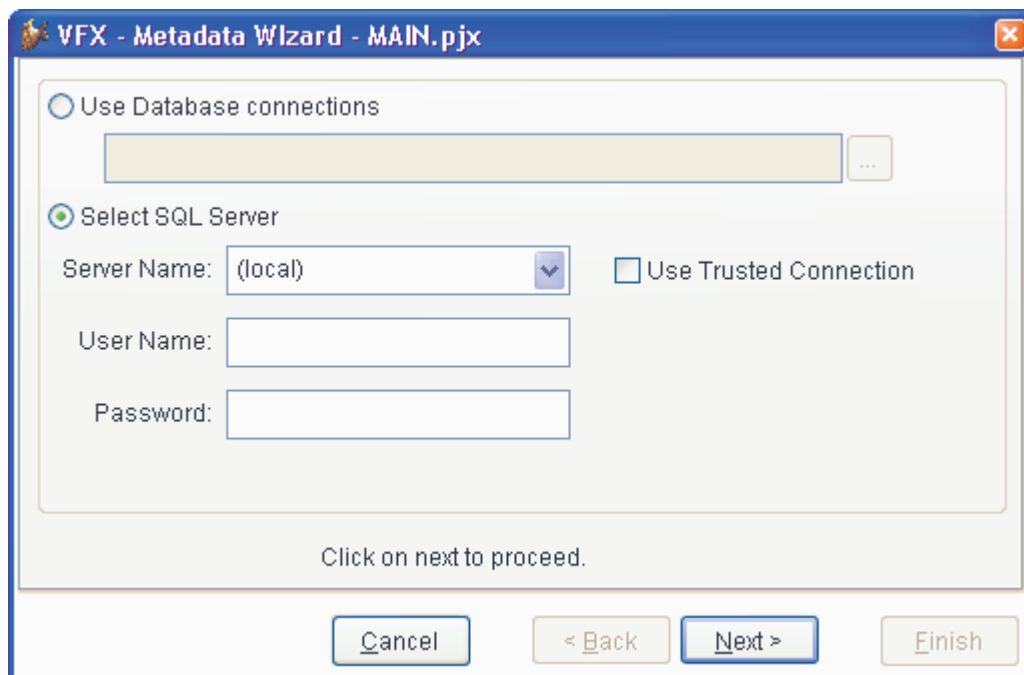 VFX - Metadata WIzard - MAIN.pjx
Use Database connections
...
Select SQL Server
Server Name: (local) Use Trusted Connection
User Name:
Password:
Click on next to proceed.
Cancel < Back Next > Finish